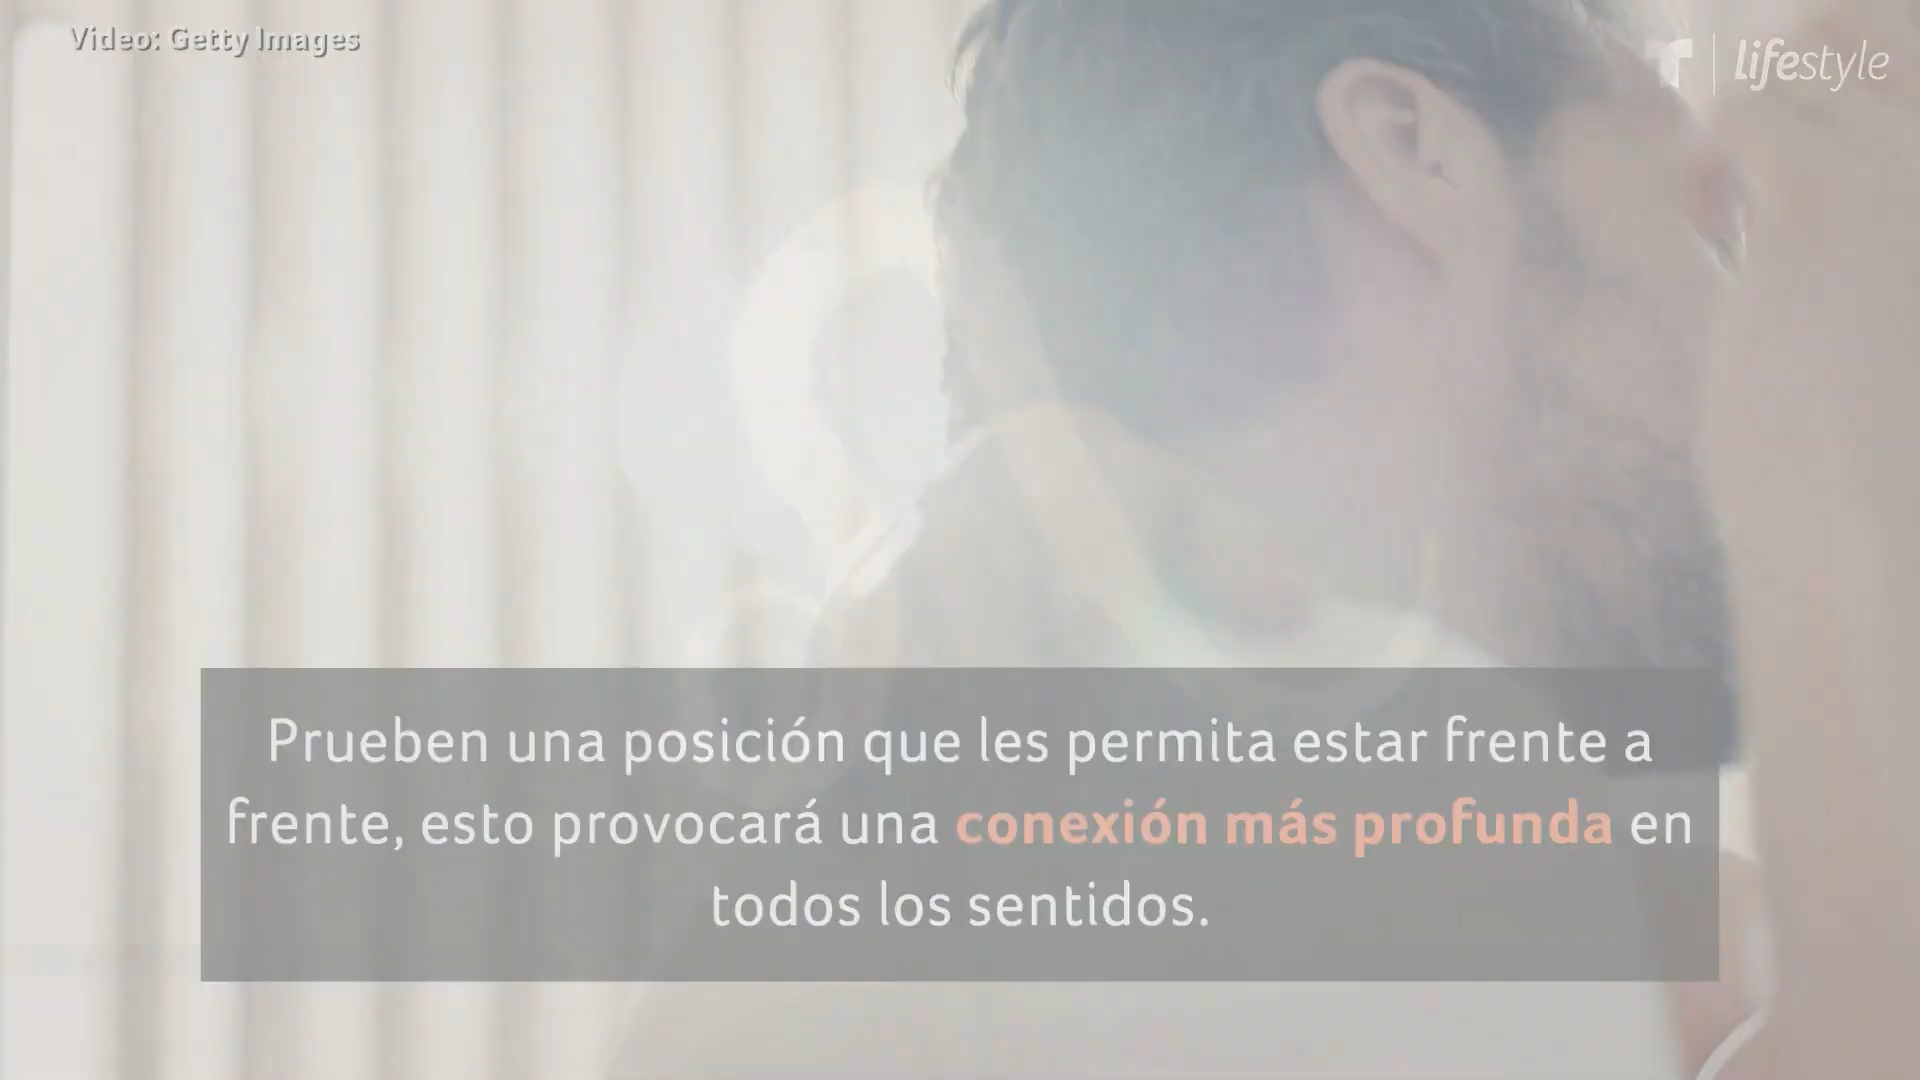 Video: Getty Images
lifestyle
Prueben una posición que les permita estar frente a
frente, esto provocará una conexión más profunda en
todos los sentidos.